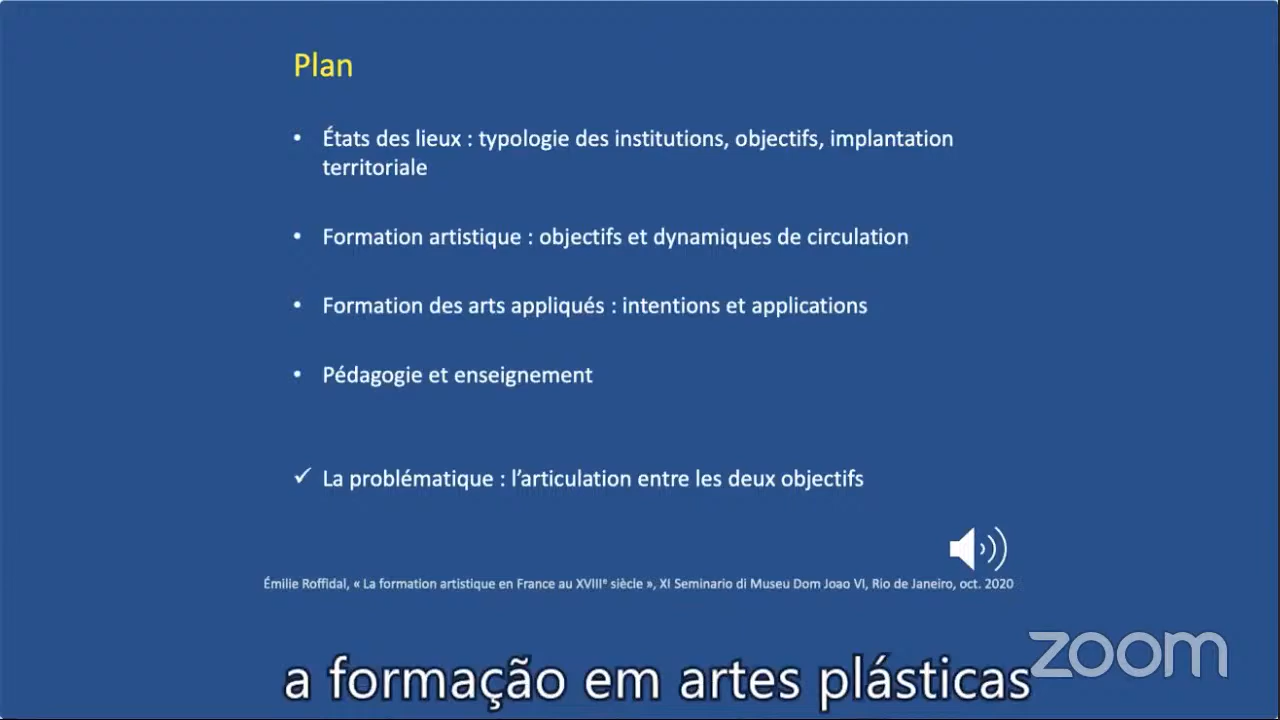 Plan
• États des lieux : typologie des institutions, objectifs, implantation
territoriale
• Formation artistique : objectifs et dynamiques de circulation
• Formation des arts appliqués : intentions et applications
• Pédagogie et enseignement
✓ La problématique : l’articulation entre les deux objectifs
Émilie Roffidal, « La formation artistique en France au XVIIIᵉ siècle », XI Seminario di Museu Dom Joao VI, Rio de Janeiro, oct. 2020
zoom
a formação em artes plásticas